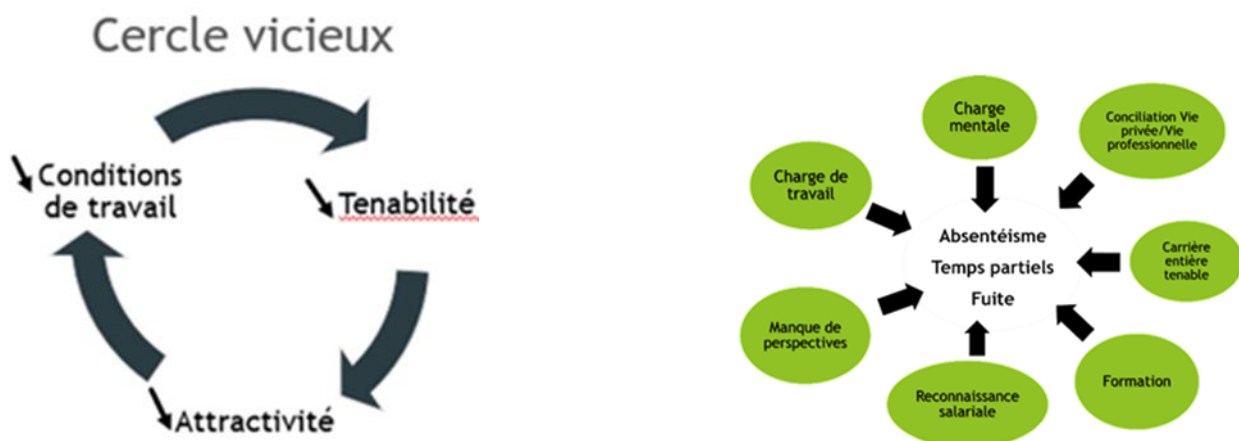 Cercle vicieux
Conditions
de travail
Tenabilité
Attractivité
Charge
mentale
Conciliation Vie
privée/Vie
professionnelle
Charge de
travail
Absentéisme
Temps partiels
Fuite
Carrière
entière
tenable
Manque de
perspectives
Reconnaissance
salariale
Formation